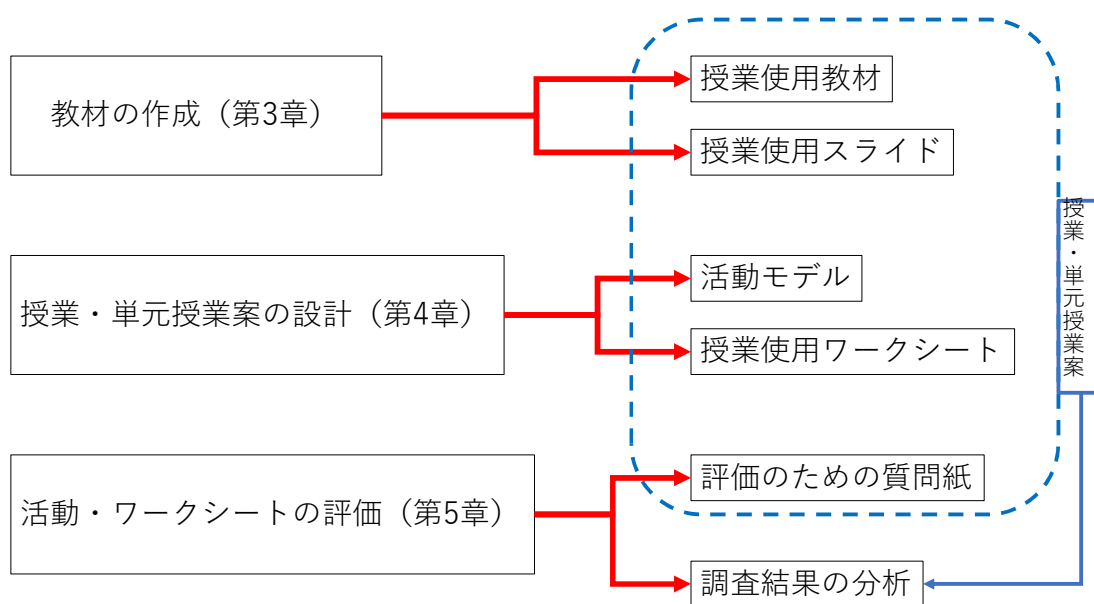 教材の作成（第3章）
授業使用教材
授業使用スライド
授業・単元授業案の設計（第4章）
活動モデル
授業使用ワークシート
授業・単元授業案
活動・ワークシートの評価（第5章）
評価のための質問紙
調査結果の分析